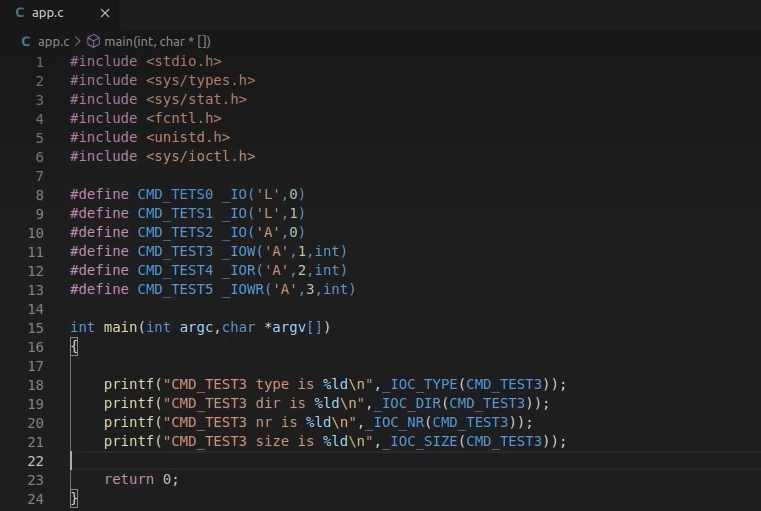 C app.c ×
C app.c > main(int, char * [])
1 #include <stdio.h>
2 #include <sys/types.h>
3 #include <sys/stat.h>
4 #include <fcntl.h>
5 #include <unistd.h>
6 #include <sys/ioctl.h>
7
8 #define CMD_TETS0 _IO('L',0)
9 #define CMD_TETS1 _IO('L',1)
10 #define CMD_TETS2 _IO('A',0)
11 #define CMD_TEST3 _IOW('A',1,int)
12 #define CMD_TEST4 _IOR('A',2,int)
13 #define CMD_TEST5 _IOWR('A',3,int)
14
15 int main(int argc,char *argv[])
16 {
17
18 printf("CMD_TEST3 type is %ld\n",_IOC_TYPE(CMD_TEST3));
19 printf("CMD_TEST3 dir is %ld\n",_IOC_DIR(CMD_TEST3));
20 printf("CMD_TEST3 nr is %ld\n",_IOC_NR(CMD_TEST3));
21 printf("CMD_TEST3 size is %ld\n",_IOC_SIZE(CMD_TEST3));
22
23 return 0;
24 }